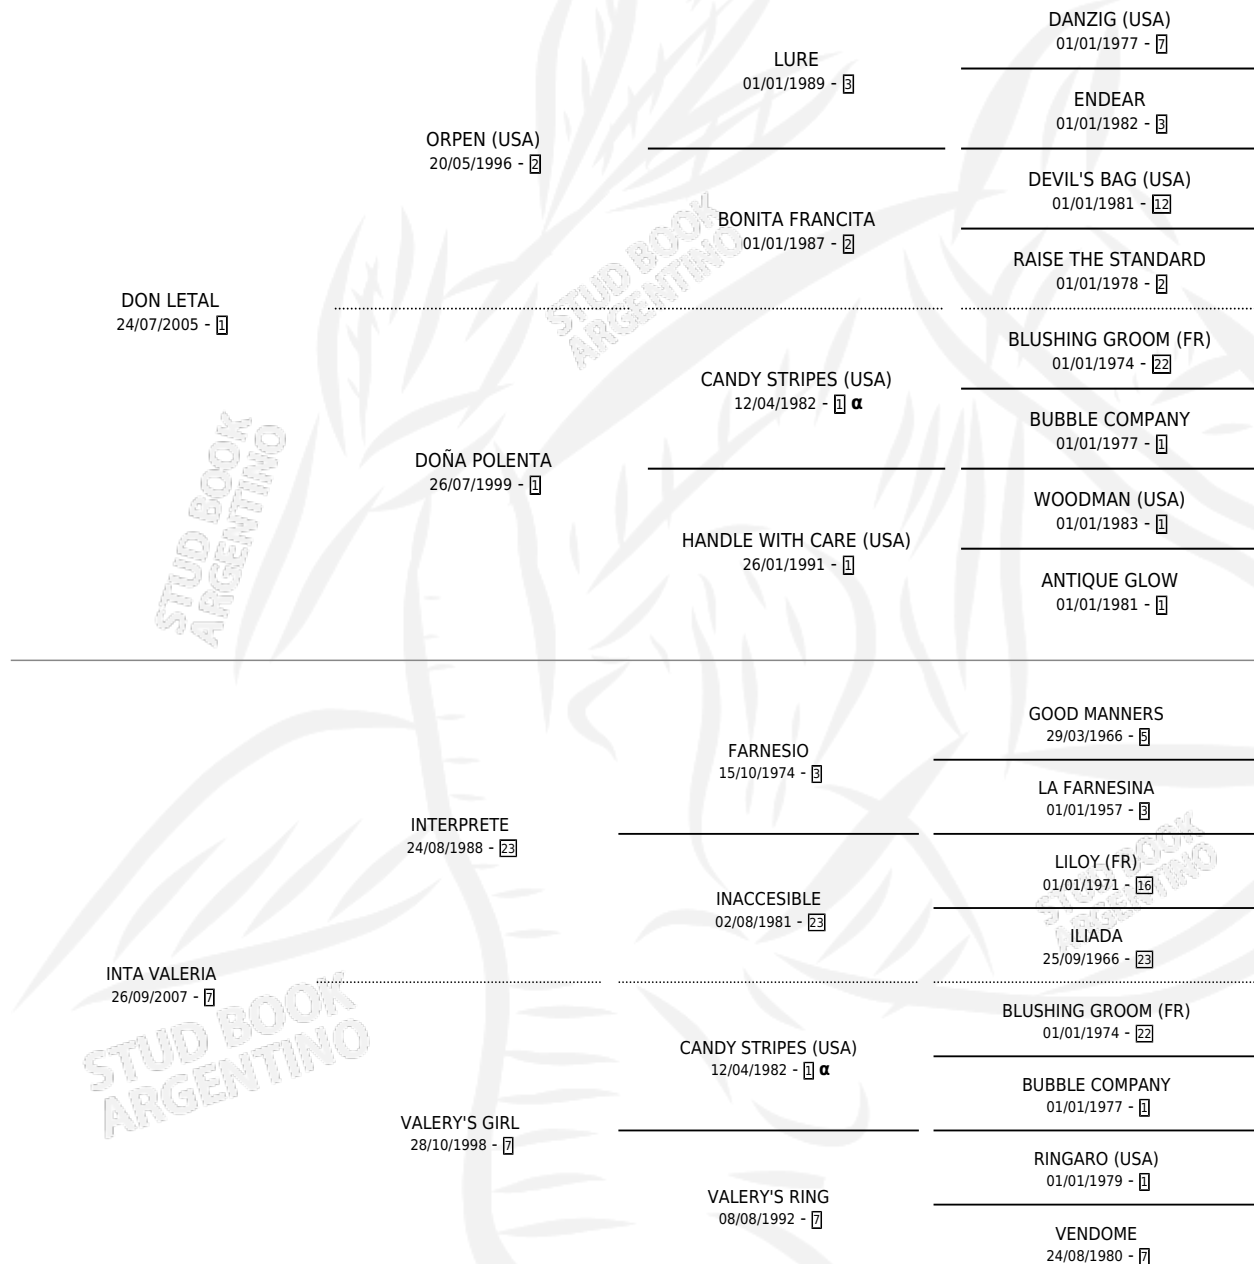 DANZIG (USA)
01/01/1977 - 7
LURE
01/01/1989 - 3
ENDEAR
01/01/1982 - 3
ORPEN (USA)
20/05/1996 - 2
DEVIL'S BAG (USA)
01/01/1981 - 12
BONITA FRANCITA
01/01/1987 - 2
RAISE THE STANDARD
01/01/1978 - 2
STUD BOOK
ARGENTINO
DON LETAL
24/07/2005 - 1
BLUSHING GROOM (FR)
01/01/1974 - 22
CANDY STRIPES (USA)
12/04/1982 - 1 α
BUBBLE COMPANY
01/01/1977 - 1
DOÑA POLENTA
26/07/1999 - 1
WOODMAN (USA)
01/01/1983 - 1
HANDLE WITH CARE (USA)
26/01/1991 - 1
ANTIQUE GLOW
01/01/1981 - 1
STUD BOOK
ARGENTINO
GOOD MANNERS
29/03/1966 - 5
FARNESIO
15/10/1974 - 3
LA FARNESINA
01/01/1957 - 3
INTERPRETE
24/08/1988 - 23
LILOY (FR)
01/01/1971 - 16
INACCESIBLE
02/08/1981 - 23
ILIADA
25/09/1966 - 23
STUD BOOK
ARGENTINO
INTA VALERIA
26/09/2007 - 7
BLUSHING GROOM (FR)
01/01/1974 - 22
CANDY STRIPES (USA)
12/04/1982 - 1 α
BUBBLE COMPANY
01/01/1977 - 1
STUD BOOK
ARGENTINO
VALERY'S GIRL
28/10/1998 - 7
RINGARO (USA)
01/01/1979 - 1
VALERY'S RING
08/08/1992 - 7
VENDOME
24/08/1980 - 7